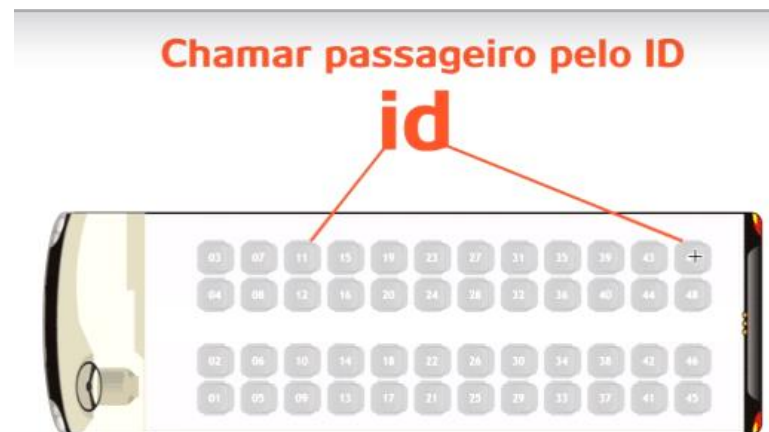 Chamar passageiro pelo ID
id
03 07 11 15 19 23 27 31 35 39 43
04 08 12 16 20 24 28 32 36 40 44 48
02 06 10 14 18 22 26 30 34 38 42 46
01 05 09 13 17 21 25 29 33 37 41 45